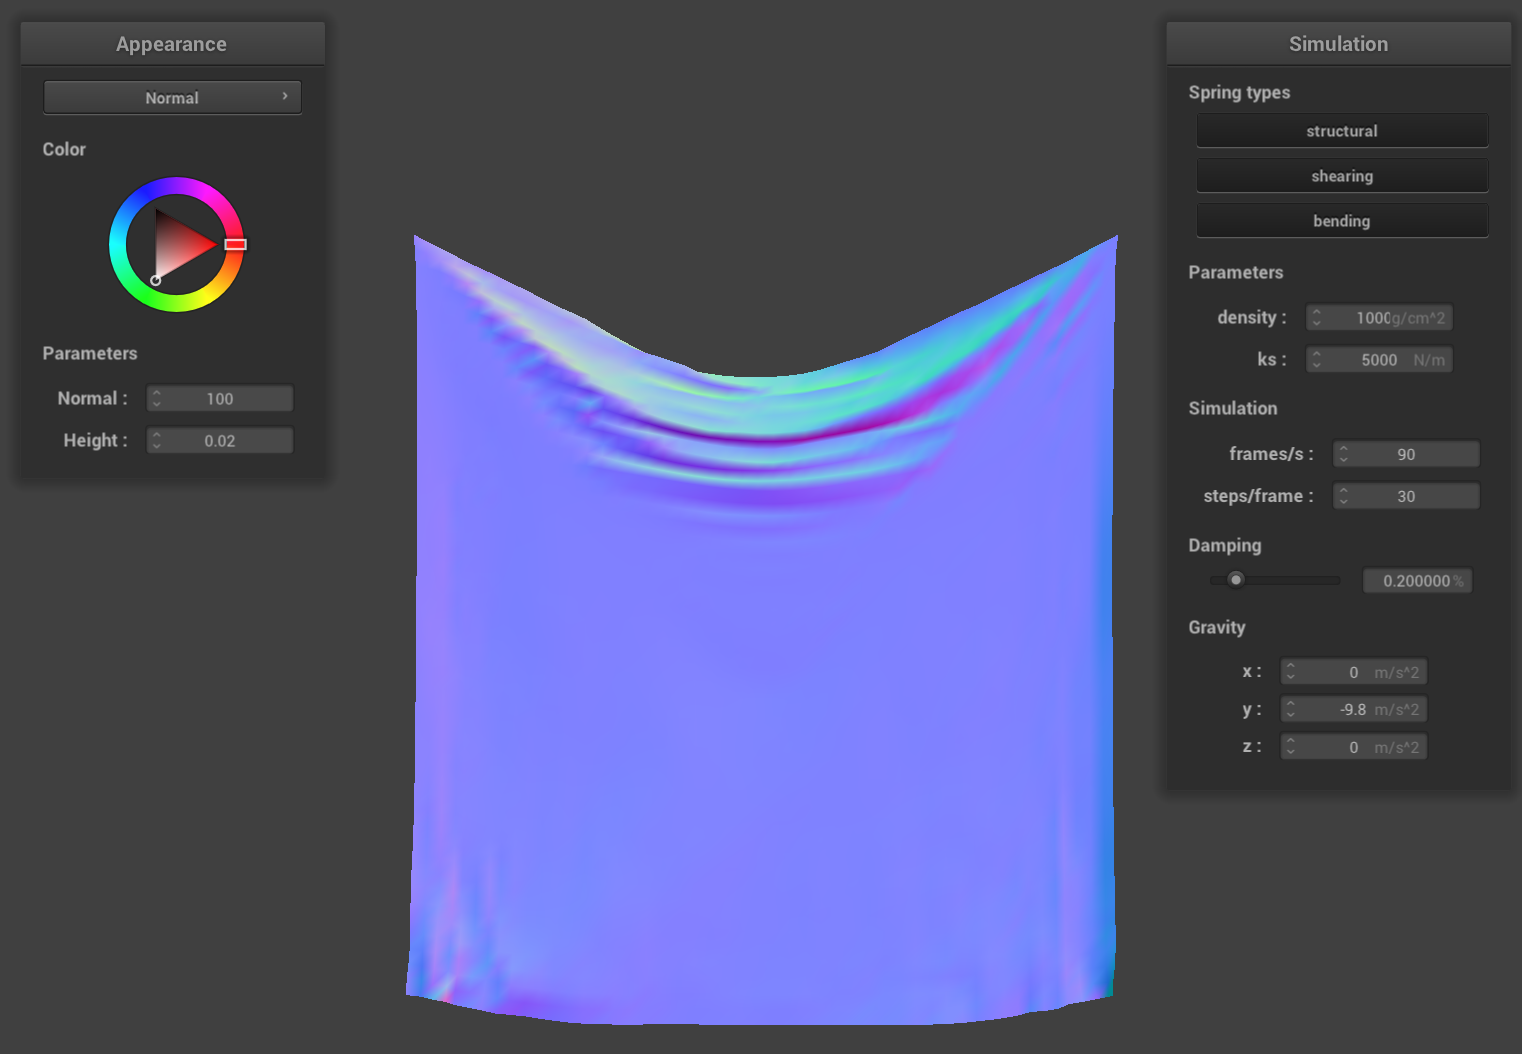 Appearance
Normal
Color
Parameters
Normal : 100
Height : 0.02
Simulation
Spring types
structural
shearing
bending
Parameters
density : 1000g/cm^2
ks : 5000 N/m
Simulation
frames/s : 90
steps/frame : 30
Damping
0.200000 %
Gravity
x : 0 m/s^2
y : -9.8 m/s^2
z : 0 m/s^2